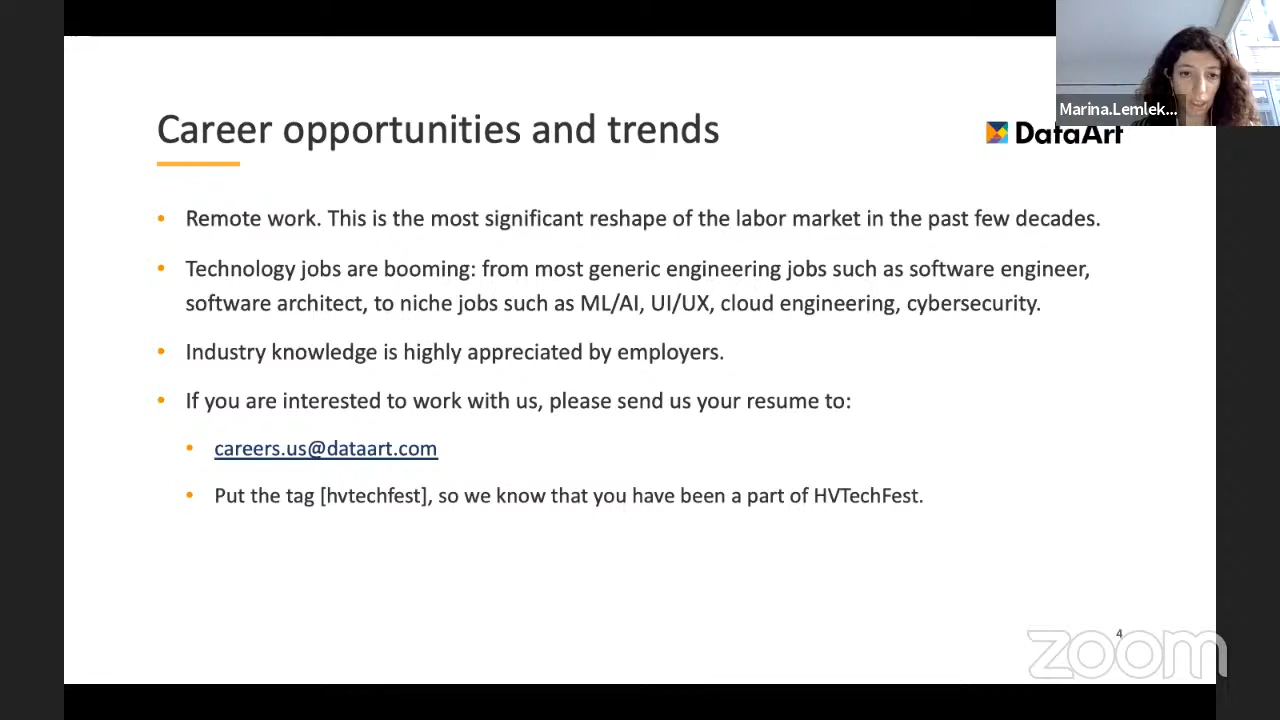 Marina.Lemlek...
Career opportunities and trends
DataArt
• Remote work. This is the most significant reshape of the labor market in the past few decades.
• Technology jobs are booming: from most generic engineering jobs such as software engineer,
software architect, to niche jobs such as ML/AI, UI/UX, cloud engineering, cybersecurity.
• Industry knowledge is highly appreciated by employers.
• If you are interested to work with us, please send us your resume to:
• careers.us@dataart.com
• Put the tag [hvtechfest], so we know that you have been a part of HVTechFest.
4
zoom